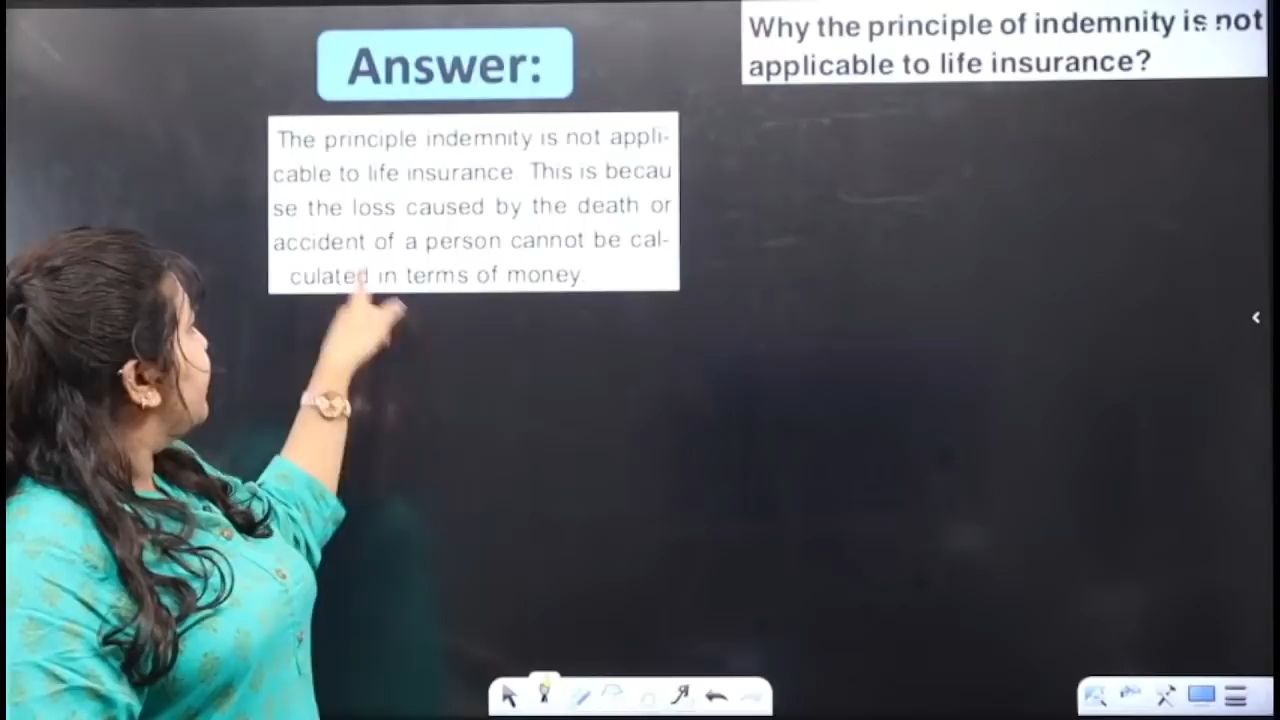 Answer:
Why the principle of indemnity is not
applicable to life insurance?
The principle indemnity is not appli-
cable to life insurance. This is becau
se the loss caused by the death or
accident of a person cannot be cal-
culated in terms of money.